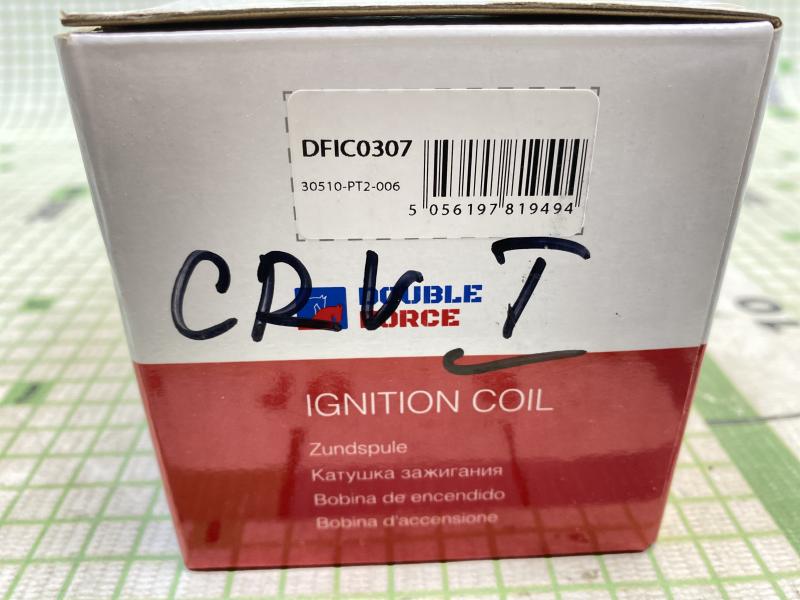 DFIC0307
30510-PT2-006
5 056197 819494
CRV I
DOUBLE
FORCE
IGNITION COIL
Zundspule
Катушка зажигания
Bobina de encendido
Bobina d'accensione